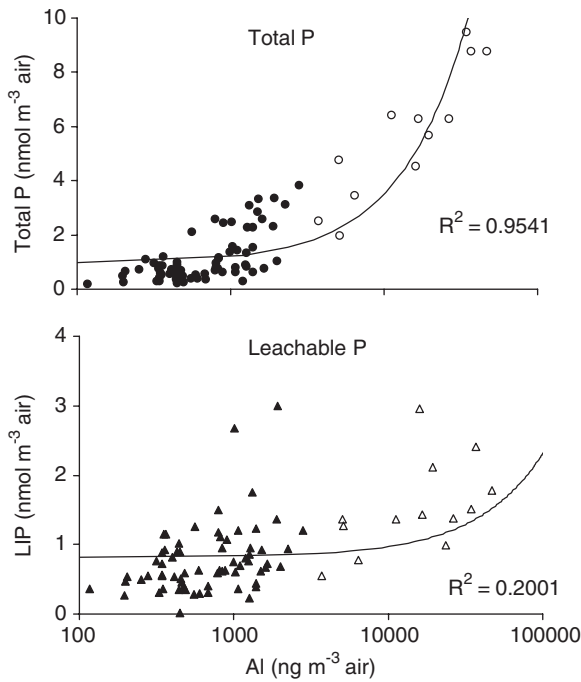 Total P
Total P (nmol m⁻³ air)
10
8
6
4
2
0
R² = 0.9541
Leachable P
LIP (nmol m⁻³ air)
4
3
2
1
0
R² = 0.2001
100 1000 10000 100000
Al (ng m⁻³ air)